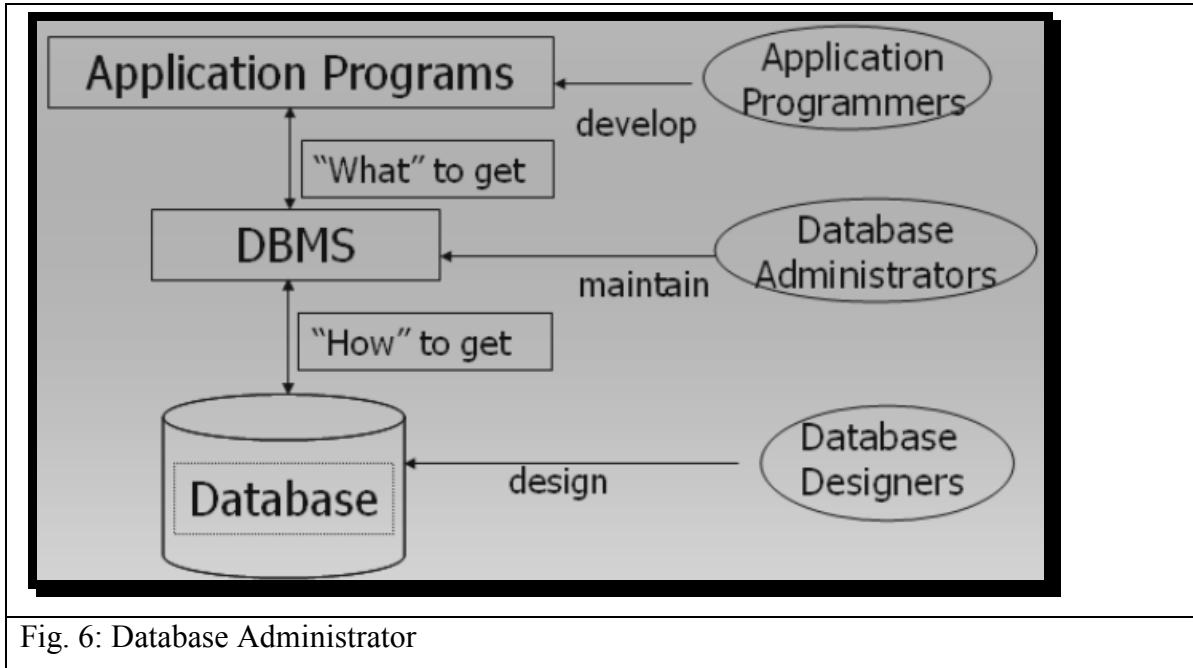 Application Programs
Application
Programmers
develop
“What” to get
DBMS
Database
Administrators
maintain
“How” to get
Database
Database
Designers
design
Fig. 6: Database Administrator